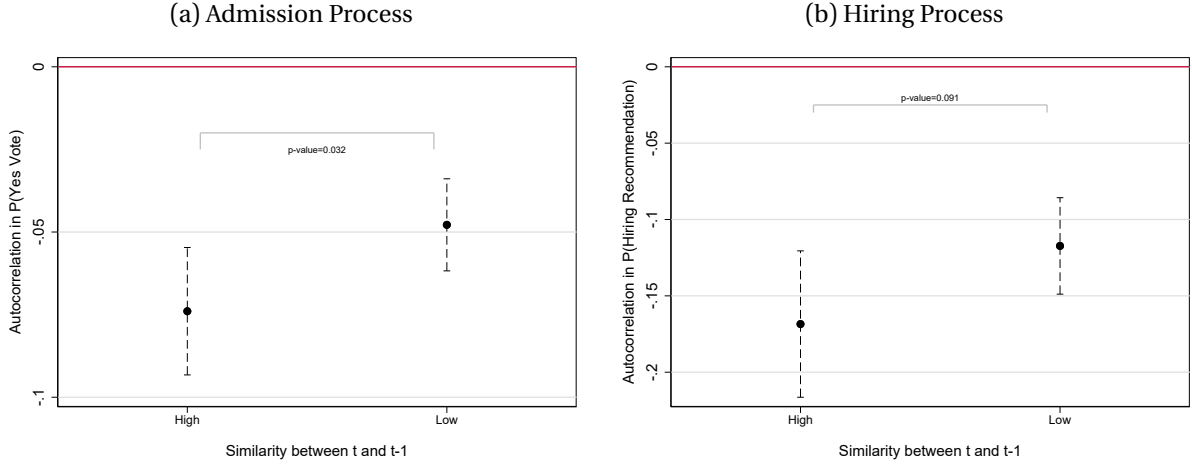 (a) Admission Process
0
-.05
-.1
Autocorrelation in P(Yes Vote)
p-value=0.032
High
Low
Similarity between t and t-1
(b) Hiring Process
0
-.05
-.1
-.15
-.2
Autocorrelation in P(Hiring Recommendation)
p-value=0.091
High
Low
Similarity between t and t-1